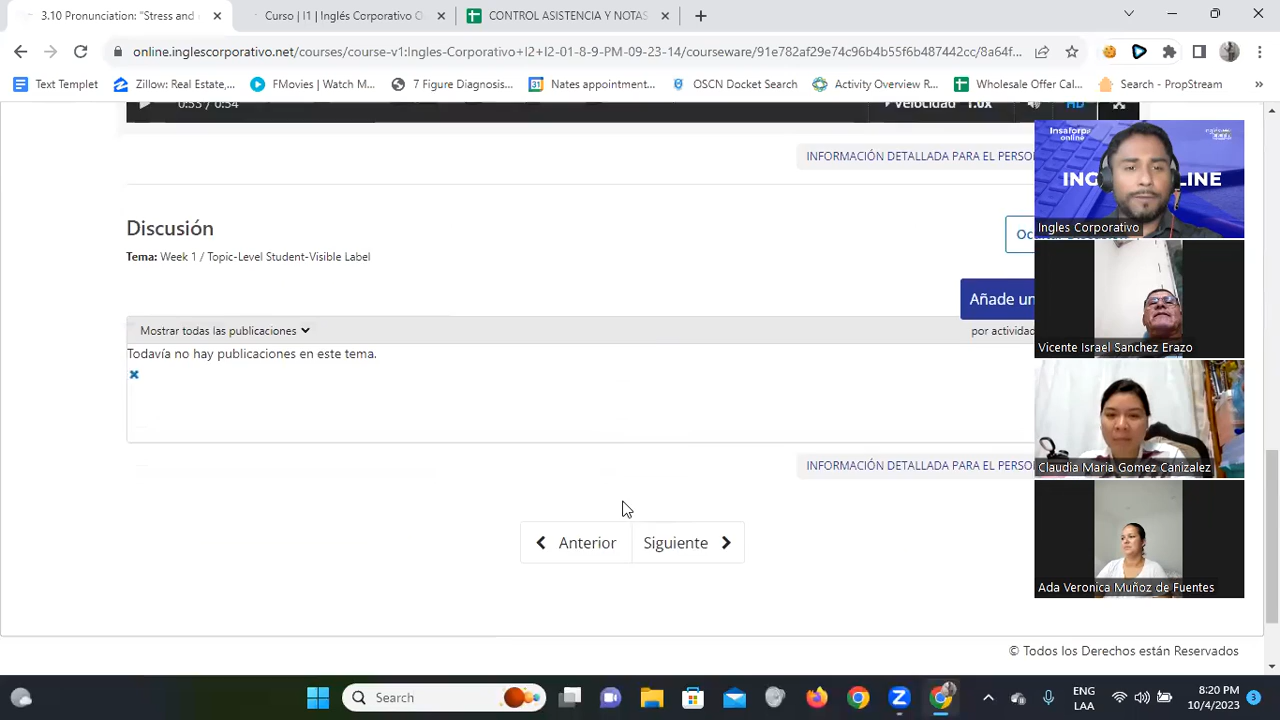 3.10 Pronunciation: "Stress and
Curso | I1 | Inglés Corporativo O
CONTROL ASISTENCIA Y NOTAS
online.inglescorporativo.net/courses/course-v1:Ingles-Corporativo+I2+I2-01-8-9-PM-09-23-14/courseware/91e782af29e74c96b4b55f6b487442cc/8a64f...
Text Templet
Zillow: Real Estate,...
FMovies | Watch M...
7 Figure Diagnosis...
Nates appointment...
OSCN Docket Search
Activity Overview R...
Wholesale Offer Cal...
Search - PropStream
0:53 / 0:54
Velocidad 1.0x
HD
INFORMACIÓN DETALLADA PARA EL PERSO
Discusión
Tema: Week 1 / Topic-Level Student-Visible Label
Añade un
Mostrar todas las publicaciones
por actividad
Todavía no hay publicaciones en este tema.
INFORMACIÓN DETALLADA PARA EL PERSO
Anterior
Siguiente
© Todos los Derechos están Reservados
Insaforp
online
ING LINE
Ingles Corporativo
Vicente Israel Sanchez Erazo
Claudia Maria Gomez Canizalez
Ada Veronica Muñoz de Fuentes
Search
ENG
LAA
8:20 PM
10/4/2023
3